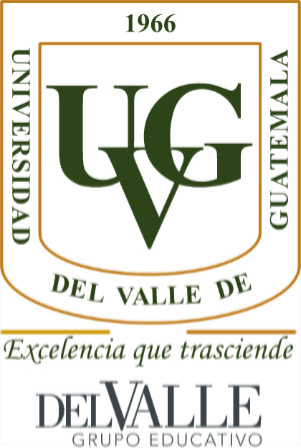 1966
UNIVERSIDAD
DEL VALLE DE
GUATEMALA
UVG
Excelencia que trasciende
DELVALLE
GRUPO EDUCATIVO